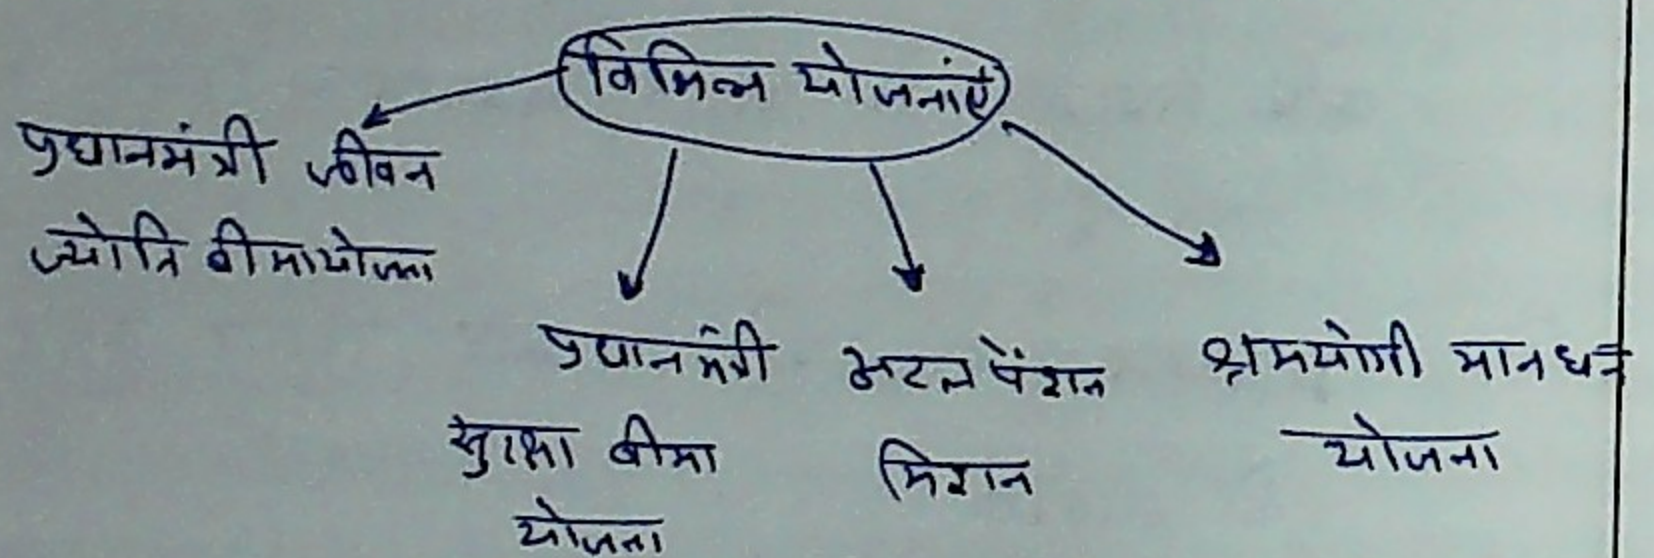 विभिन्न योजनाएं
प्रधानमंत्री जीवन
ज्योति बीमायोजना
प्रधानमंत्री
सुरक्षा बीमा
योजना
अटल पेंशन
मिशन
श्रमयोगी मानधन
योजना